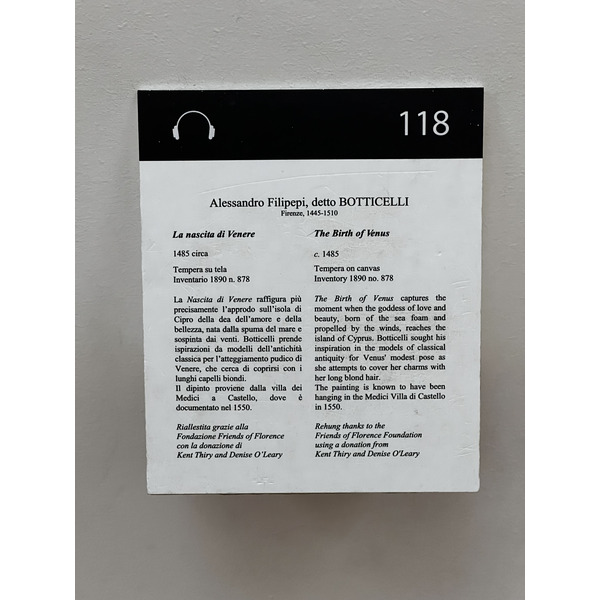 118
Alessandro Filipepi, detto BOTTICELLI
Firenze, 1445-1510
La nascita di Venere
1485 circa
Tempera su tela
Inventario 1890 n. 878
La Nascita di Venere raffigura più
precisamente l'approdo sull'isola di
Cipro della dea dell'amore e della
bellezza, nata dalla spuma del mare e
sospinta dai venti. Botticelli prende
ispirazioni da modelli dell'antichità
classica per l'atteggiamento pudico di
Venere, che cerca di coprirsi con i
lunghi capelli biondi.
Il dipinto proviene dalla villa dei
Medici a Castello, dove è
documentato nel 1550.
Riallestita grazie alla
Fondazione Friends of Florence
con la donazione di
Kent Thiry and Denise O'Leary
The Birth of Venus
c. 1485
Tempera on canvas
Inventory 1890 no. 878
The Birth of Venus captures the
moment when the goddess of love and
beauty, born of the sea foam and
propelled by the winds, reaches the
island of Cyprus. Botticelli sought his
inspiration in the models of classical
antiquity for Venus' modest pose as
she attempts to cover her charms with
her long blond hair.
The painting is known to have been
hanging in the Medici Villa di Castello
in 1550.
Rehung thanks to the
Friends of Florence Foundation
using a donation from
Kent Thiry and Denise O'Leary